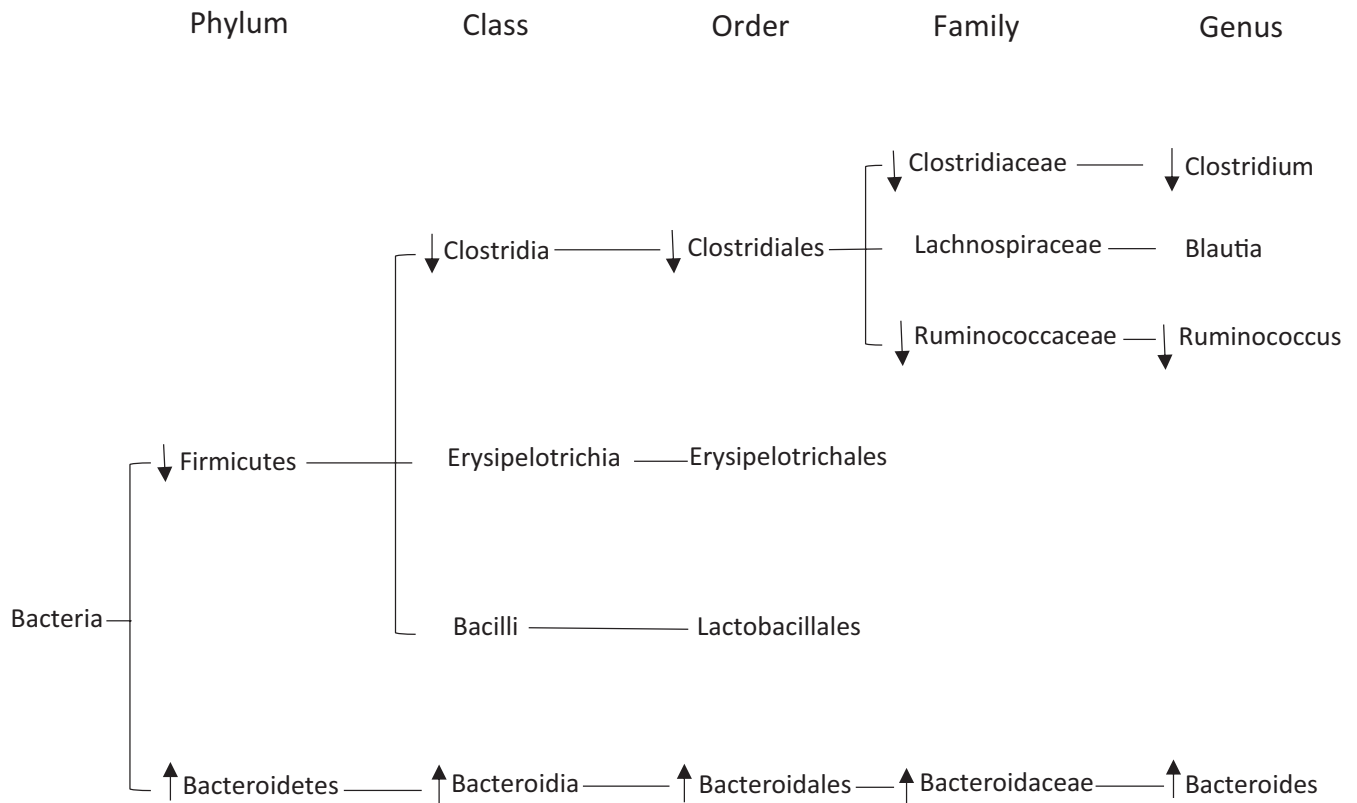 Phylum Class Order Family Genus
Clostridiaceae Clostridium
Clostridia Clostridiales Lachnospiraceae Blautia
Ruminococcaceae Ruminococcus
Firmicutes Erysipelotrichia Erysipelotrichales
Bacteria
Bacilli Lactobacillales
Bacteroidetes Bacteroidia Bacteroidales Bacteroidaceae Bacteroides